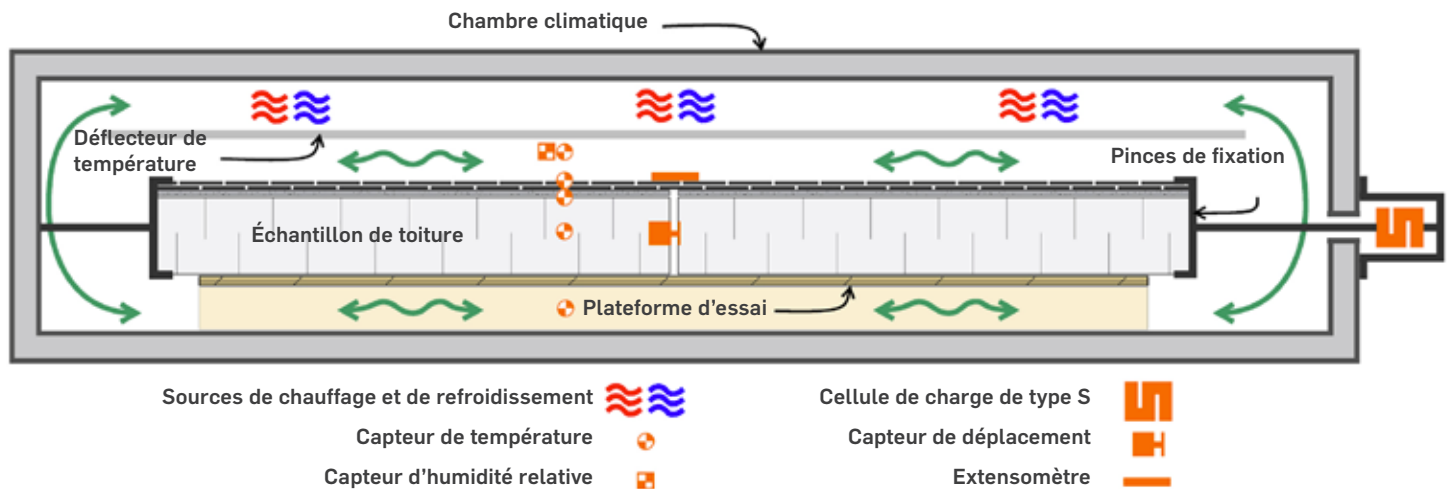 Chambre climatique
Déflecteur de
température
Pinces de fixation
Échantillon de toiture
Plateforme d’essai
Sources de chauffage et de refroidissement
Cellule de charge de type S
Capteur de température
Capteur de déplacement
Capteur d’humidité relative
Extensomètre